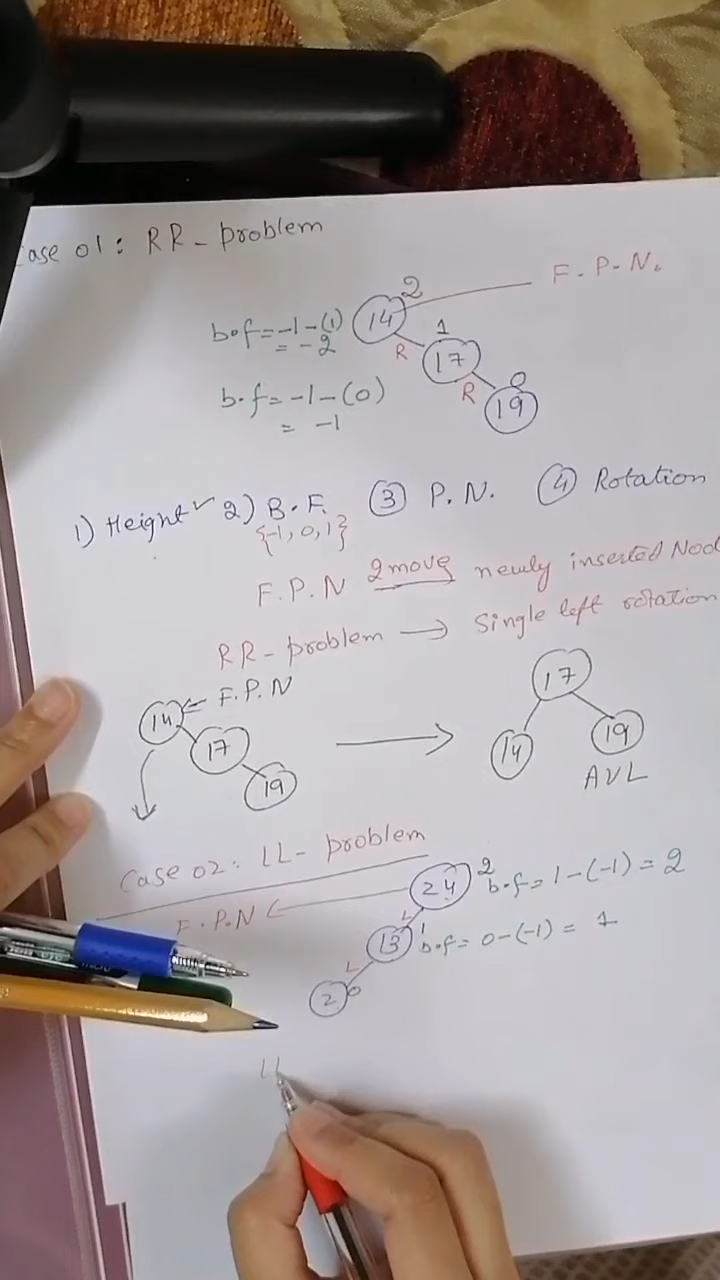 ase 01: RR - problem
F. P. N.
2
b.f = -1 - (1)
= -2
14
1
R
17
b.f = -1 - (0)
= -1
0
R
19
1) Height ✓ 2) B.F. ③ P.N. ④ Rotation
{-1, 0, 1}
F.P.N 2 move newly inserted Nod
RR - problem → Single left rotation
F.P.N
14
17
19
17
14
19
AVL
Case 02: LL - problem
F.P.N
24
2
b.f = 1 - (-1) = 2
L
13
1
b.f = 0 - (-1) = 1
L
2
0
LL